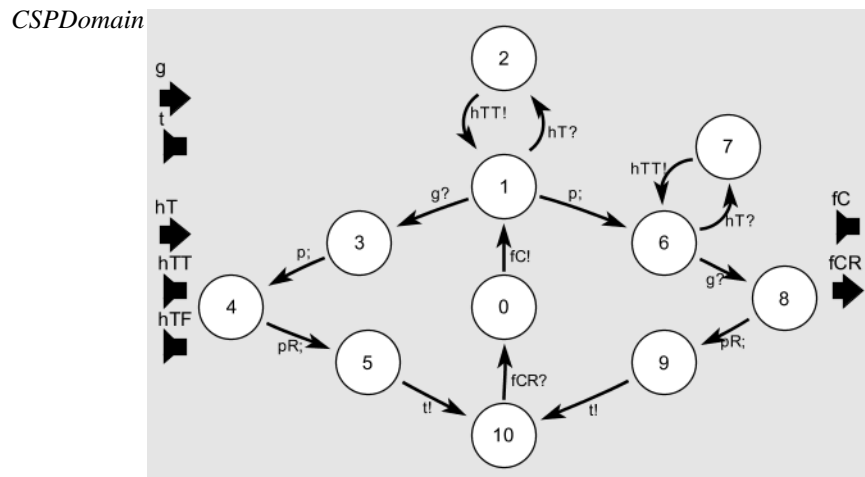 CSPDomain
g
t
hT
hTT
hTF
fC
fCR
2
hTT!
hT?
7
hTT!
hT?
1
g?
p;
3
6
p;
fC!
g?
4
0
8
pR;
pR;
5
9
fCR?
t!
t!
10